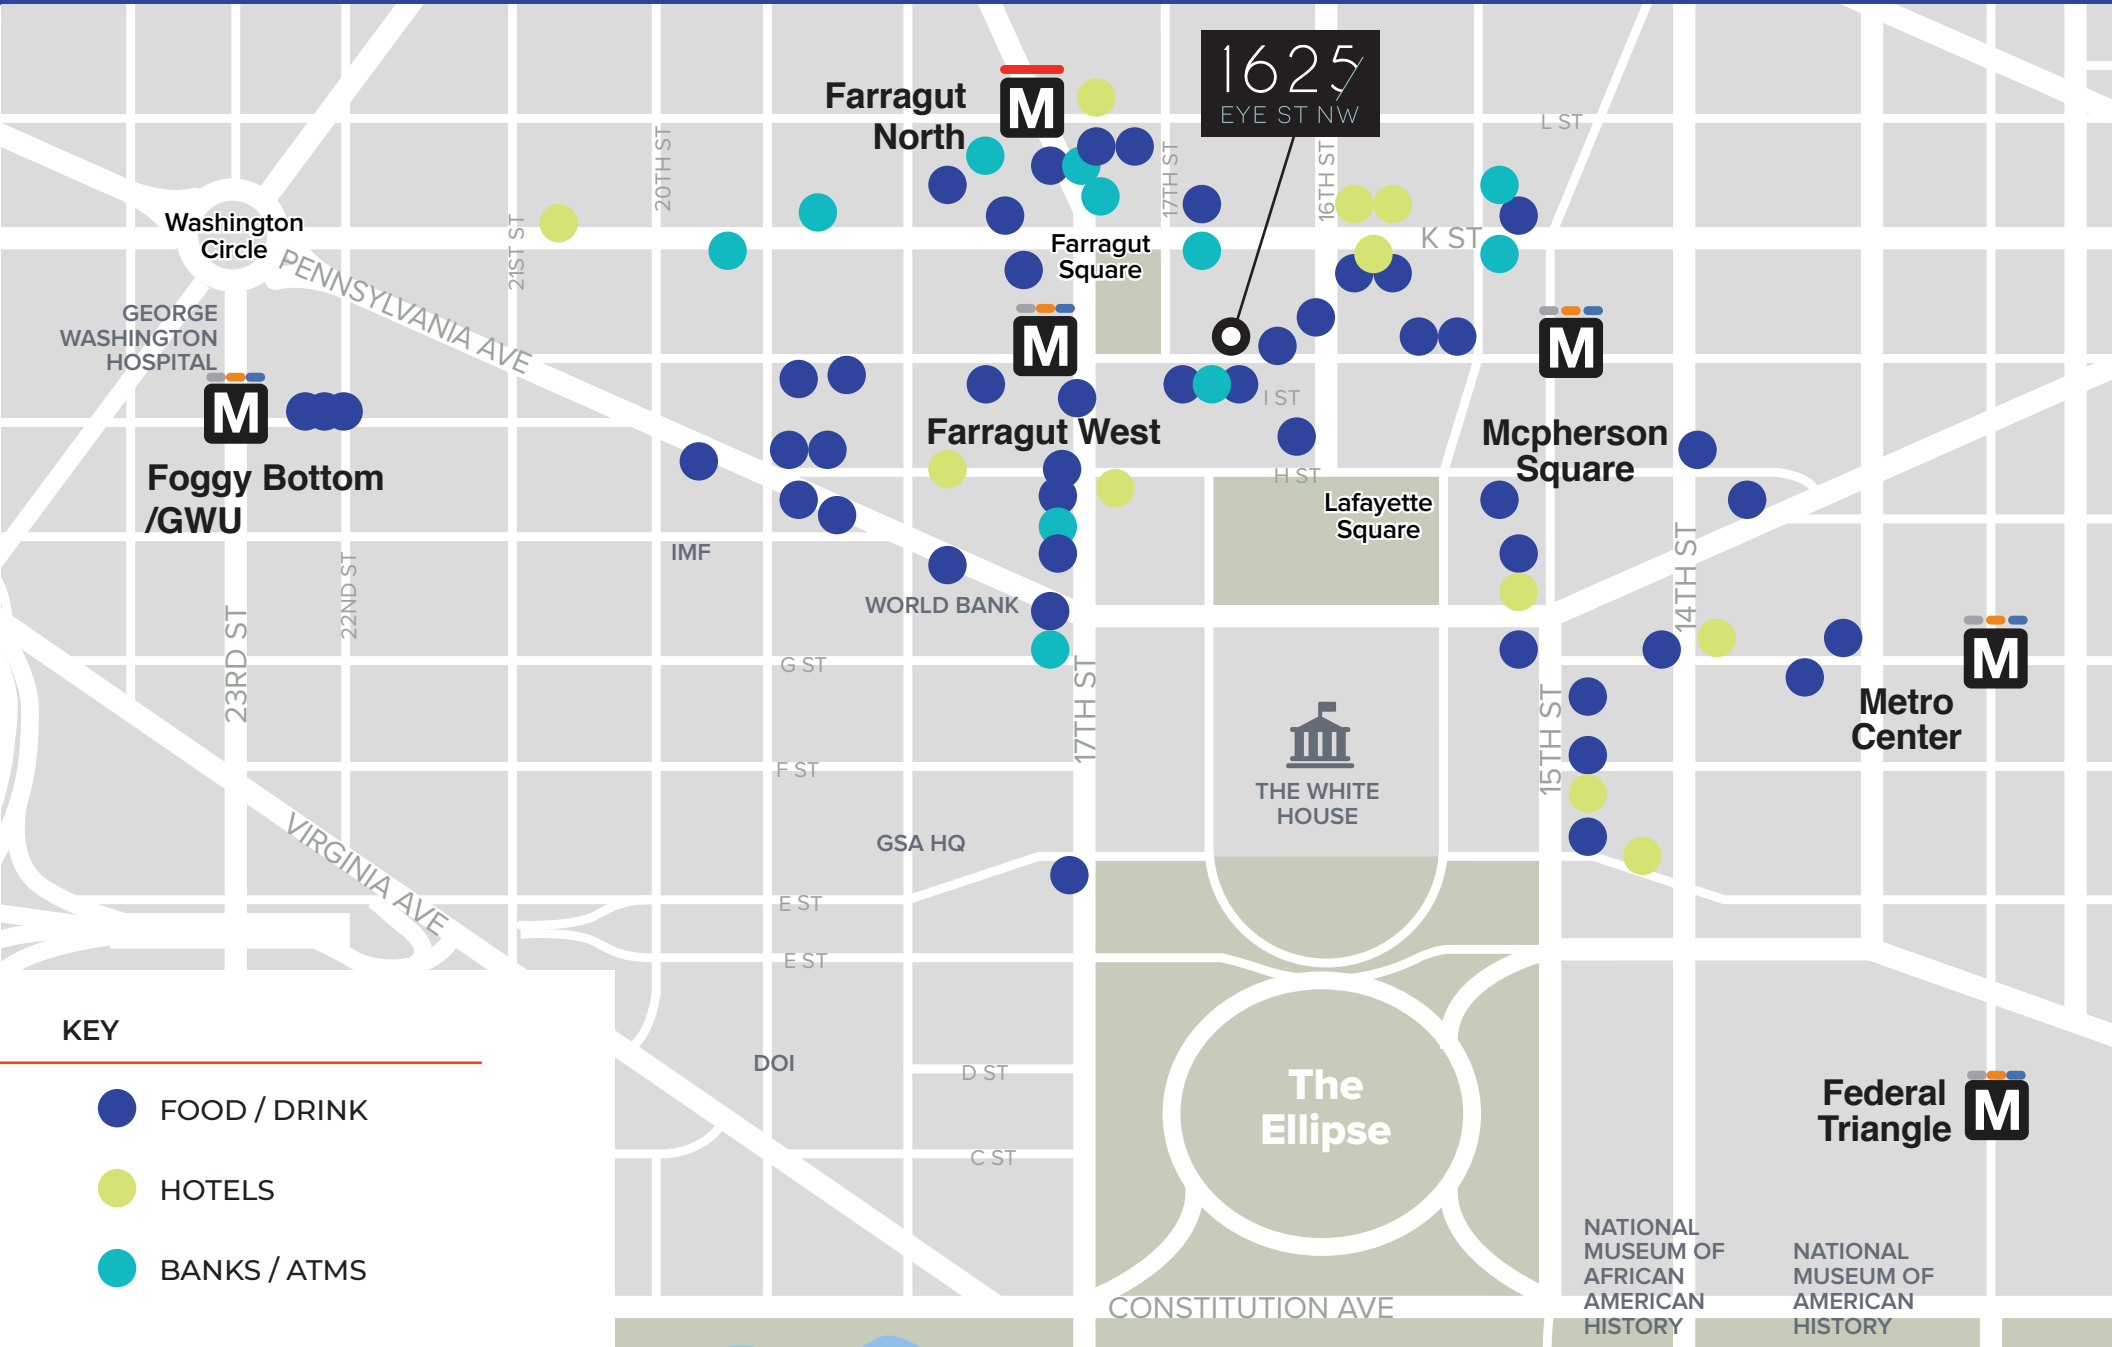 1625
EYE ST NW
Farragut
North
M
L ST
20TH ST
17TH ST
16TH ST
21ST ST
Washington
Circle
K ST
Farragut
Square
PENNSYLVANIA AVE
GEORGE
WASHINGTON
HOSPITAL
M
M
M
I ST
Farragut West
Mcpherson
Square
Foggy Bottom
/GWU
H ST
Lafayette
Square
IMF
22ND ST
14TH ST
WORLD BANK
23RD ST
G ST
17TH ST
M
Metro
Center
15TH ST
F ST
THE WHITE
HOUSE
GSA HQ
VIRGINIA AVE
E ST
E ST
KEY
FOOD / DRINK
HOTELS
BANKS / ATMS
DOI
D ST
The
Ellipse
Federal
Triangle
M
C ST
CONSTITUTION AVE
NATIONAL
MUSEUM OF
AFRICAN
AMERICAN
HISTORY
NATIONAL
MUSEUM OF
AMERICAN
HISTORY